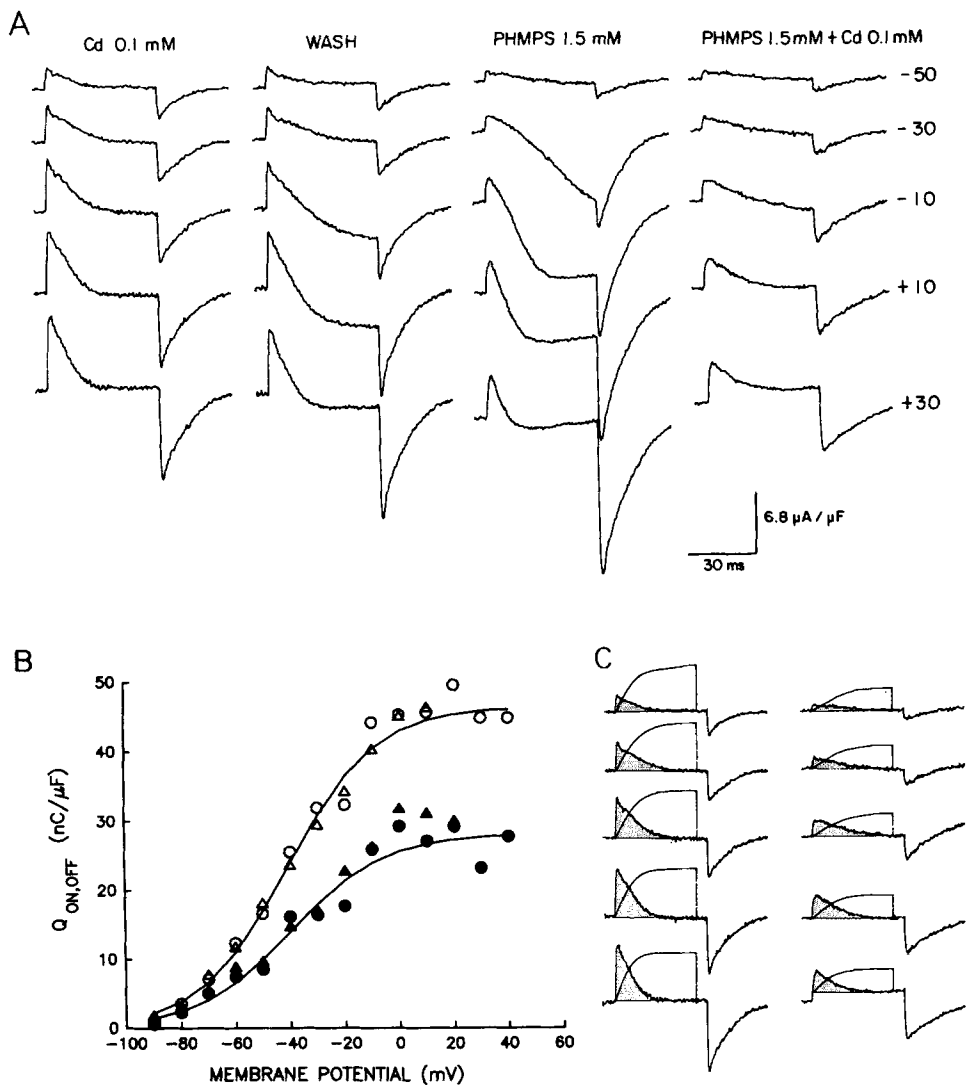 A
Cd 0.1 mM
WASH
PHMPS 1.5 mM
PHMPS 1.5 mM + Cd 0.1 mM
-50
-30
-10
+10
+30
6.8 μA / μF
30 ms
B
Q ON,OFF (nC/μF)
50
40
30
20
10
0
-100 -80 -60 -40 -20 0 20 40 60
MEMBRANE POTENTIAL (mV)
C